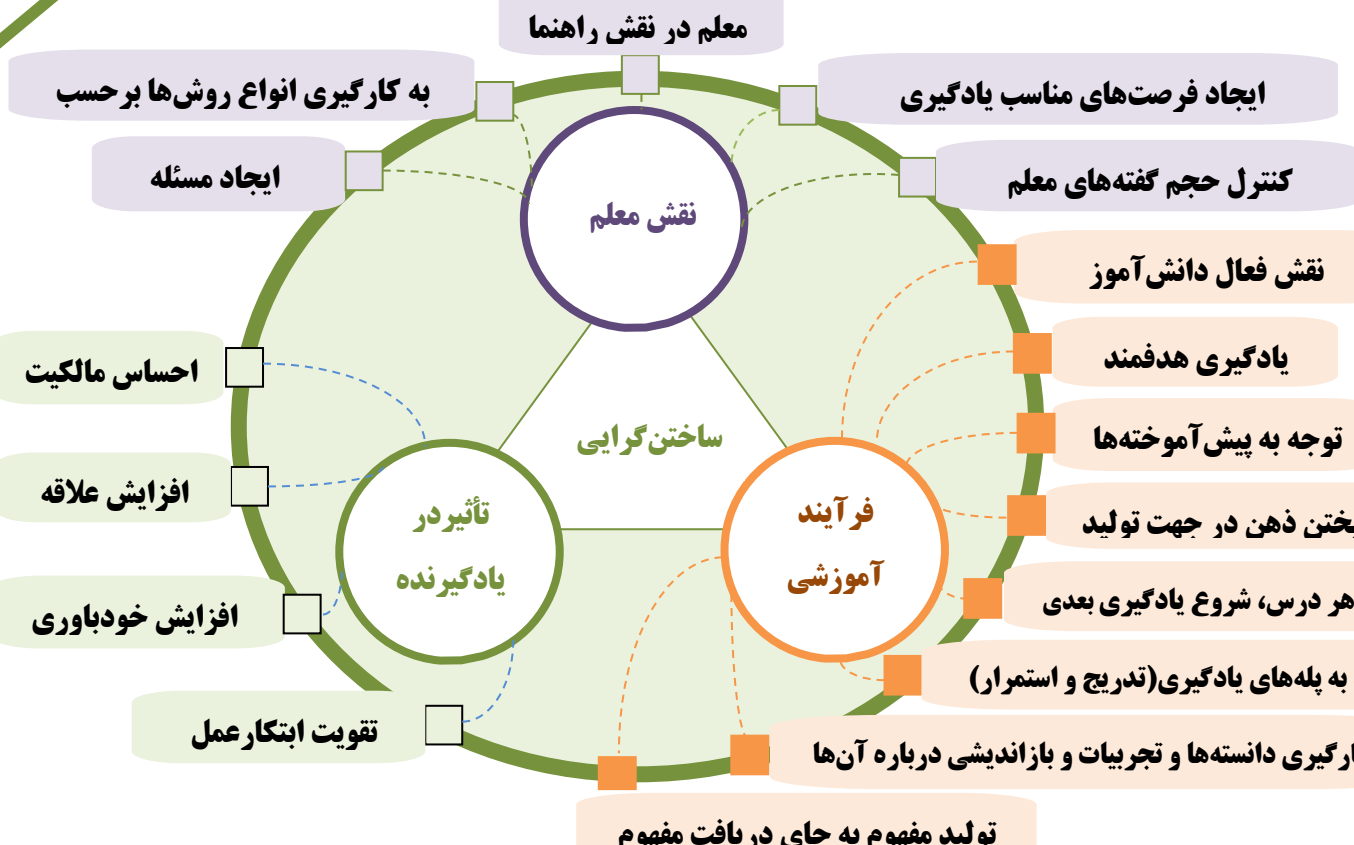 معلم در نقش راهنما
به کارگیری انواع روش‌ها برحسب
ایجاد فرصت‌های مناسب یادگیری
ایجاد مسئله
کنترل حجم گفته‌های معلم
نقش معلم
نقش فعال دانش‌آموز
یادگیری هدفمند
احساس مالکیت
توجه به پیش‌آموخته‌ها
ساختن‌گرایی
افزایش علاقه
ذهن در جهت تولید
تأثیردر
یادگیرنده
فرآیند
آموزشی
هر درس، شروع یادگیری بعدی
افزایش خودباوری
به پله‌های یادگیری(تدریج و استمرار)
تقویت ابتکارعمل
دانسته‌ها و تجربیات و بازاندیشی درباره آن‌ها
تولید مفهوم به جای دریافت مفهوم